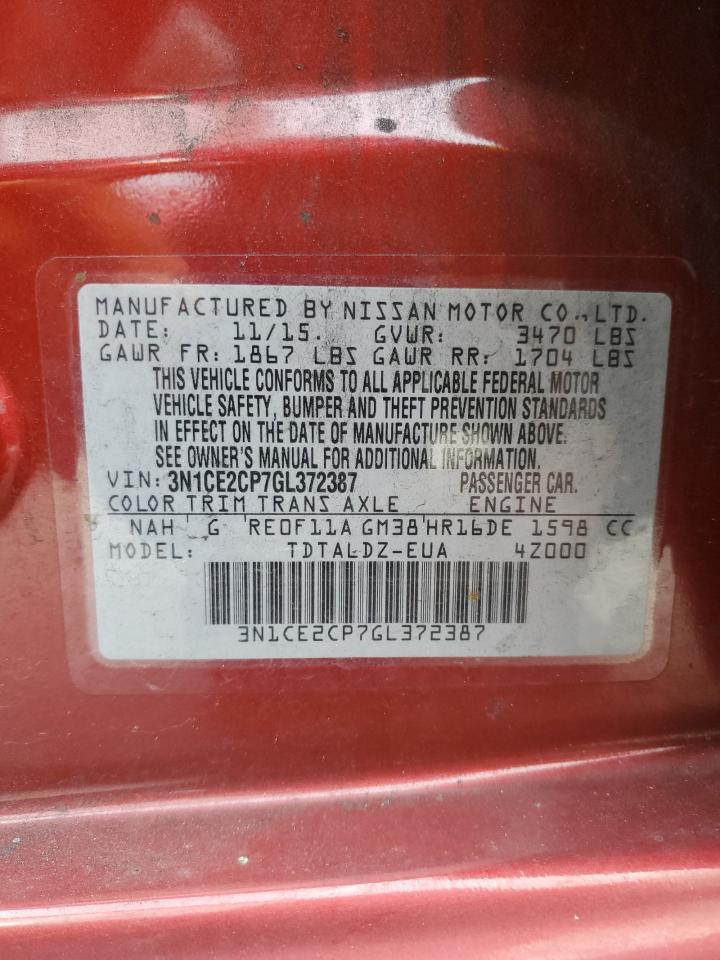 MANUFACTURED BY NISSAN MOTOR CO., LTD.
DATE: 11/15. GVWR: 3470 LBS
GAWR FR: 1867 LBS GAWR RR: 1704 LBS
THIS VEHICLE CONFORMS TO ALL APPLICABLE FEDERAL MOTOR
VEHICLE SAFETY, BUMPER AND THEFT PREVENTION STANDARDS
IN EFFECT ON THE DATE OF MANUFACTURE SHOWN ABOVE.
SEE OWNER'S MANUAL FOR ADDITIONAL INFORMATION.
VIN: 3N1CE2CP7GL372387 PASSENGER CAR.
COLOR TRIM TRANS AXLE ENGINE
NAH G RE0F11A GM38 HR16DE 1598 CC
MODEL: TDTALDZ-EUA 4Z000
3N1CE2CP7GL372387